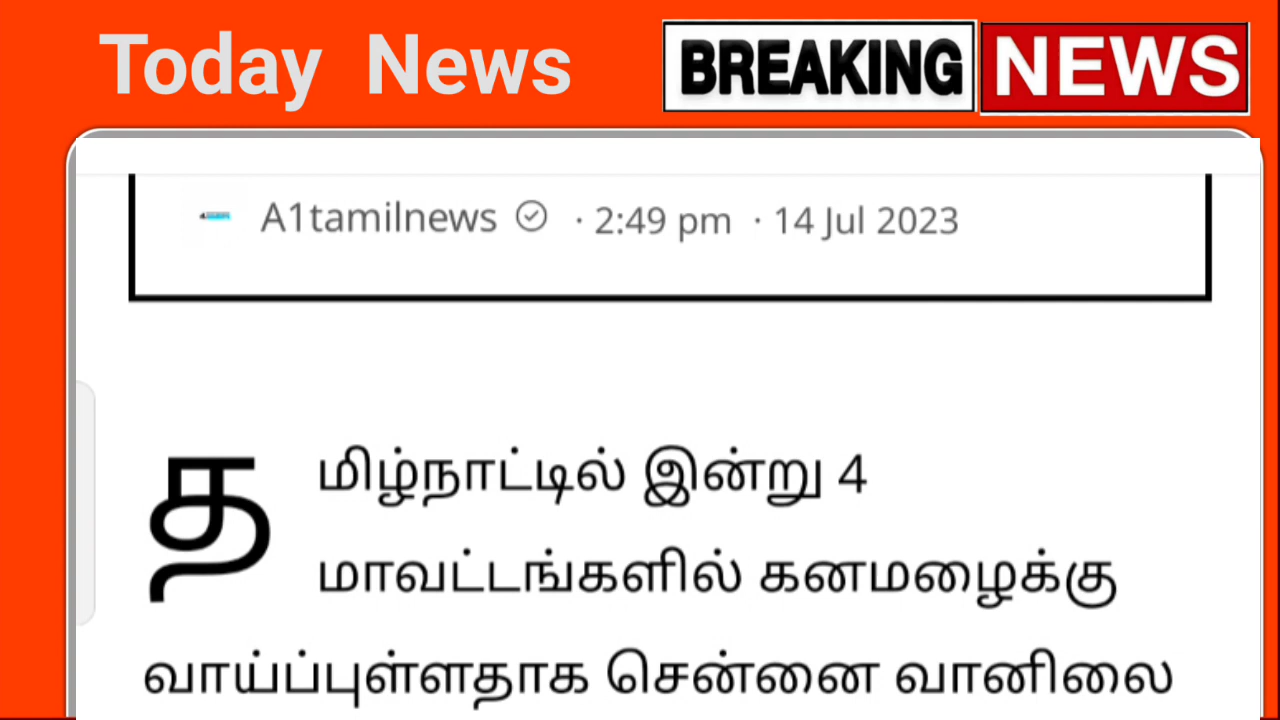 Today News
BREAKING NEWS
A1tamilnews · 2:49 pm · 14 Jul 2023
தமிழ்நாட்டில் இன்று 4
மாவட்டங்களில் கனமழைக்கு
வாய்ப்புள்ளதாக சென்னை வானிலை